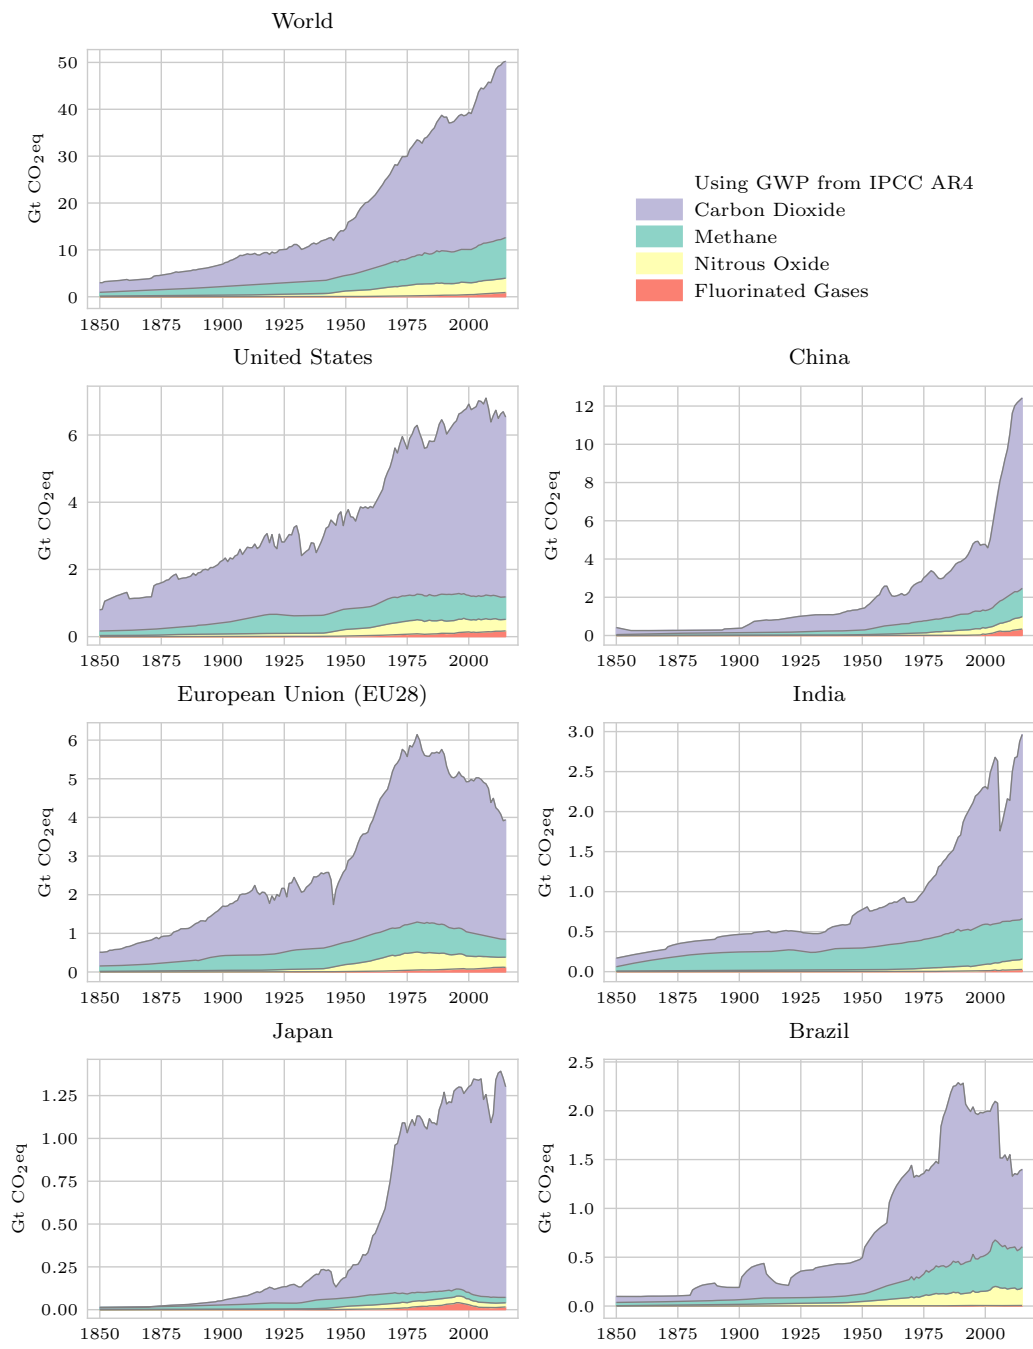 World
50
40
30
20
10
0
Gt CO₂eq
1850 1875 1900 1925 1950 1975 2000
Using GWP from IPCC AR4
Carbon Dioxide
Methane
Nitrous Oxide
Fluorinated Gases
United States
6
4
2
0
Gt CO₂eq
1850 1875 1900 1925 1950 1975 2000
China
12
10
8
6
4
2
0
Gt CO₂eq
1850 1875 1900 1925 1950 1975 2000
European Union (EU28)
6
5
4
3
2
1
0
Gt CO₂eq
1850 1875 1900 1925 1950 1975 2000
India
3.0
2.5
2.0
1.5
1.0
0.5
0.0
Gt CO₂eq
1850 1875 1900 1925 1950 1975 2000
Japan
1.25
1.00
0.75
0.50
0.25
0.00
Gt CO₂eq
1850 1875 1900 1925 1950 1975 2000
Brazil
2.5
2.0
1.5
1.0
0.5
0.0
Gt CO₂eq
1850 1875 1900 1925 1950 1975 2000